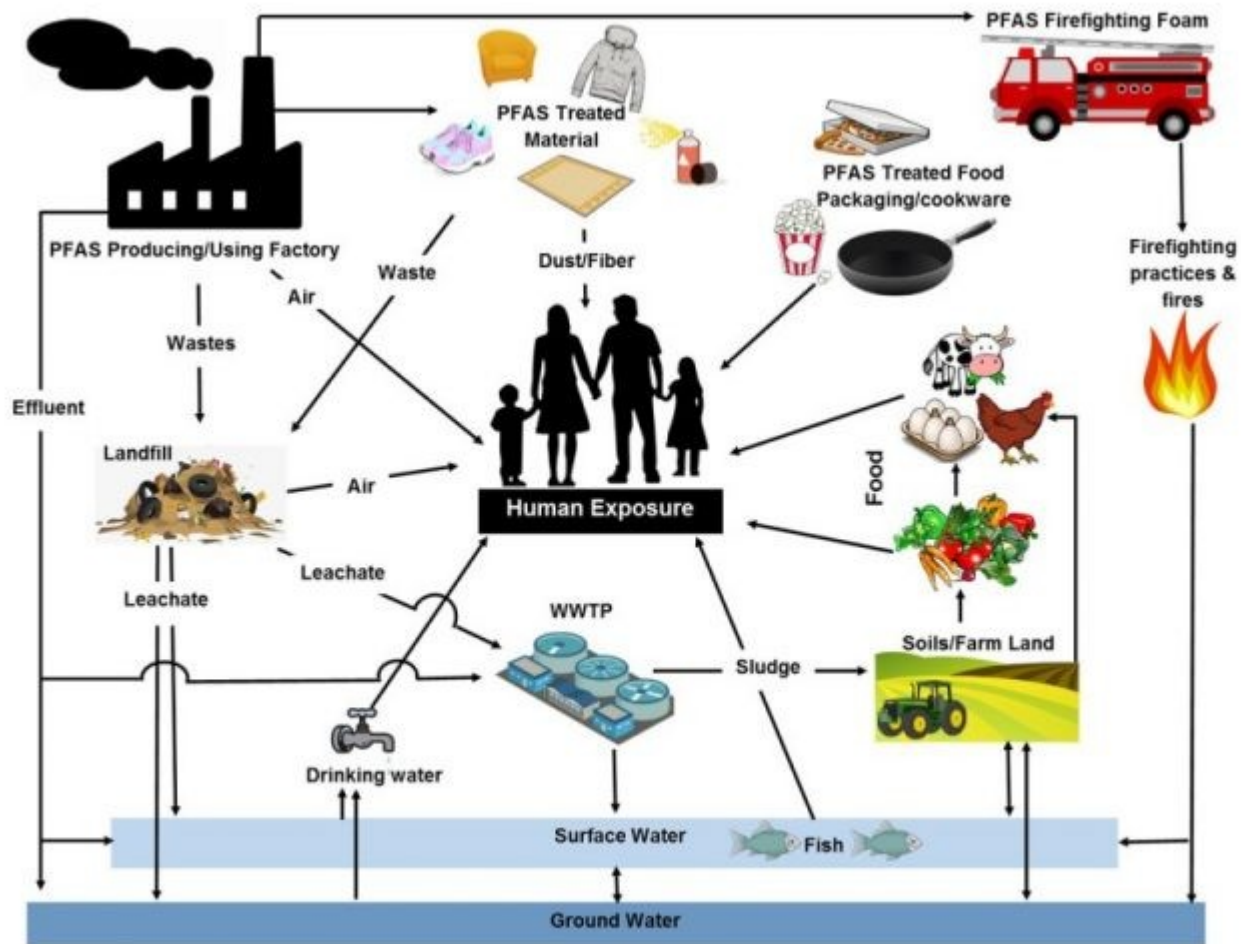 PFAS Firefighting Foam
PFAS Treated
Material
PFAS Treated Food
Packaging/cookware
PFAS Producing/Using Factory
Dust/Fiber
Firefighting
practices &
fires
Waste
Air
Wastes
Effluent
Landfill
Air
Human Exposure
Food
Leachate
Leachate
WWTP
Sludge
Soils/Farm Land
Drinking water
Surface Water
Fish
Ground Water